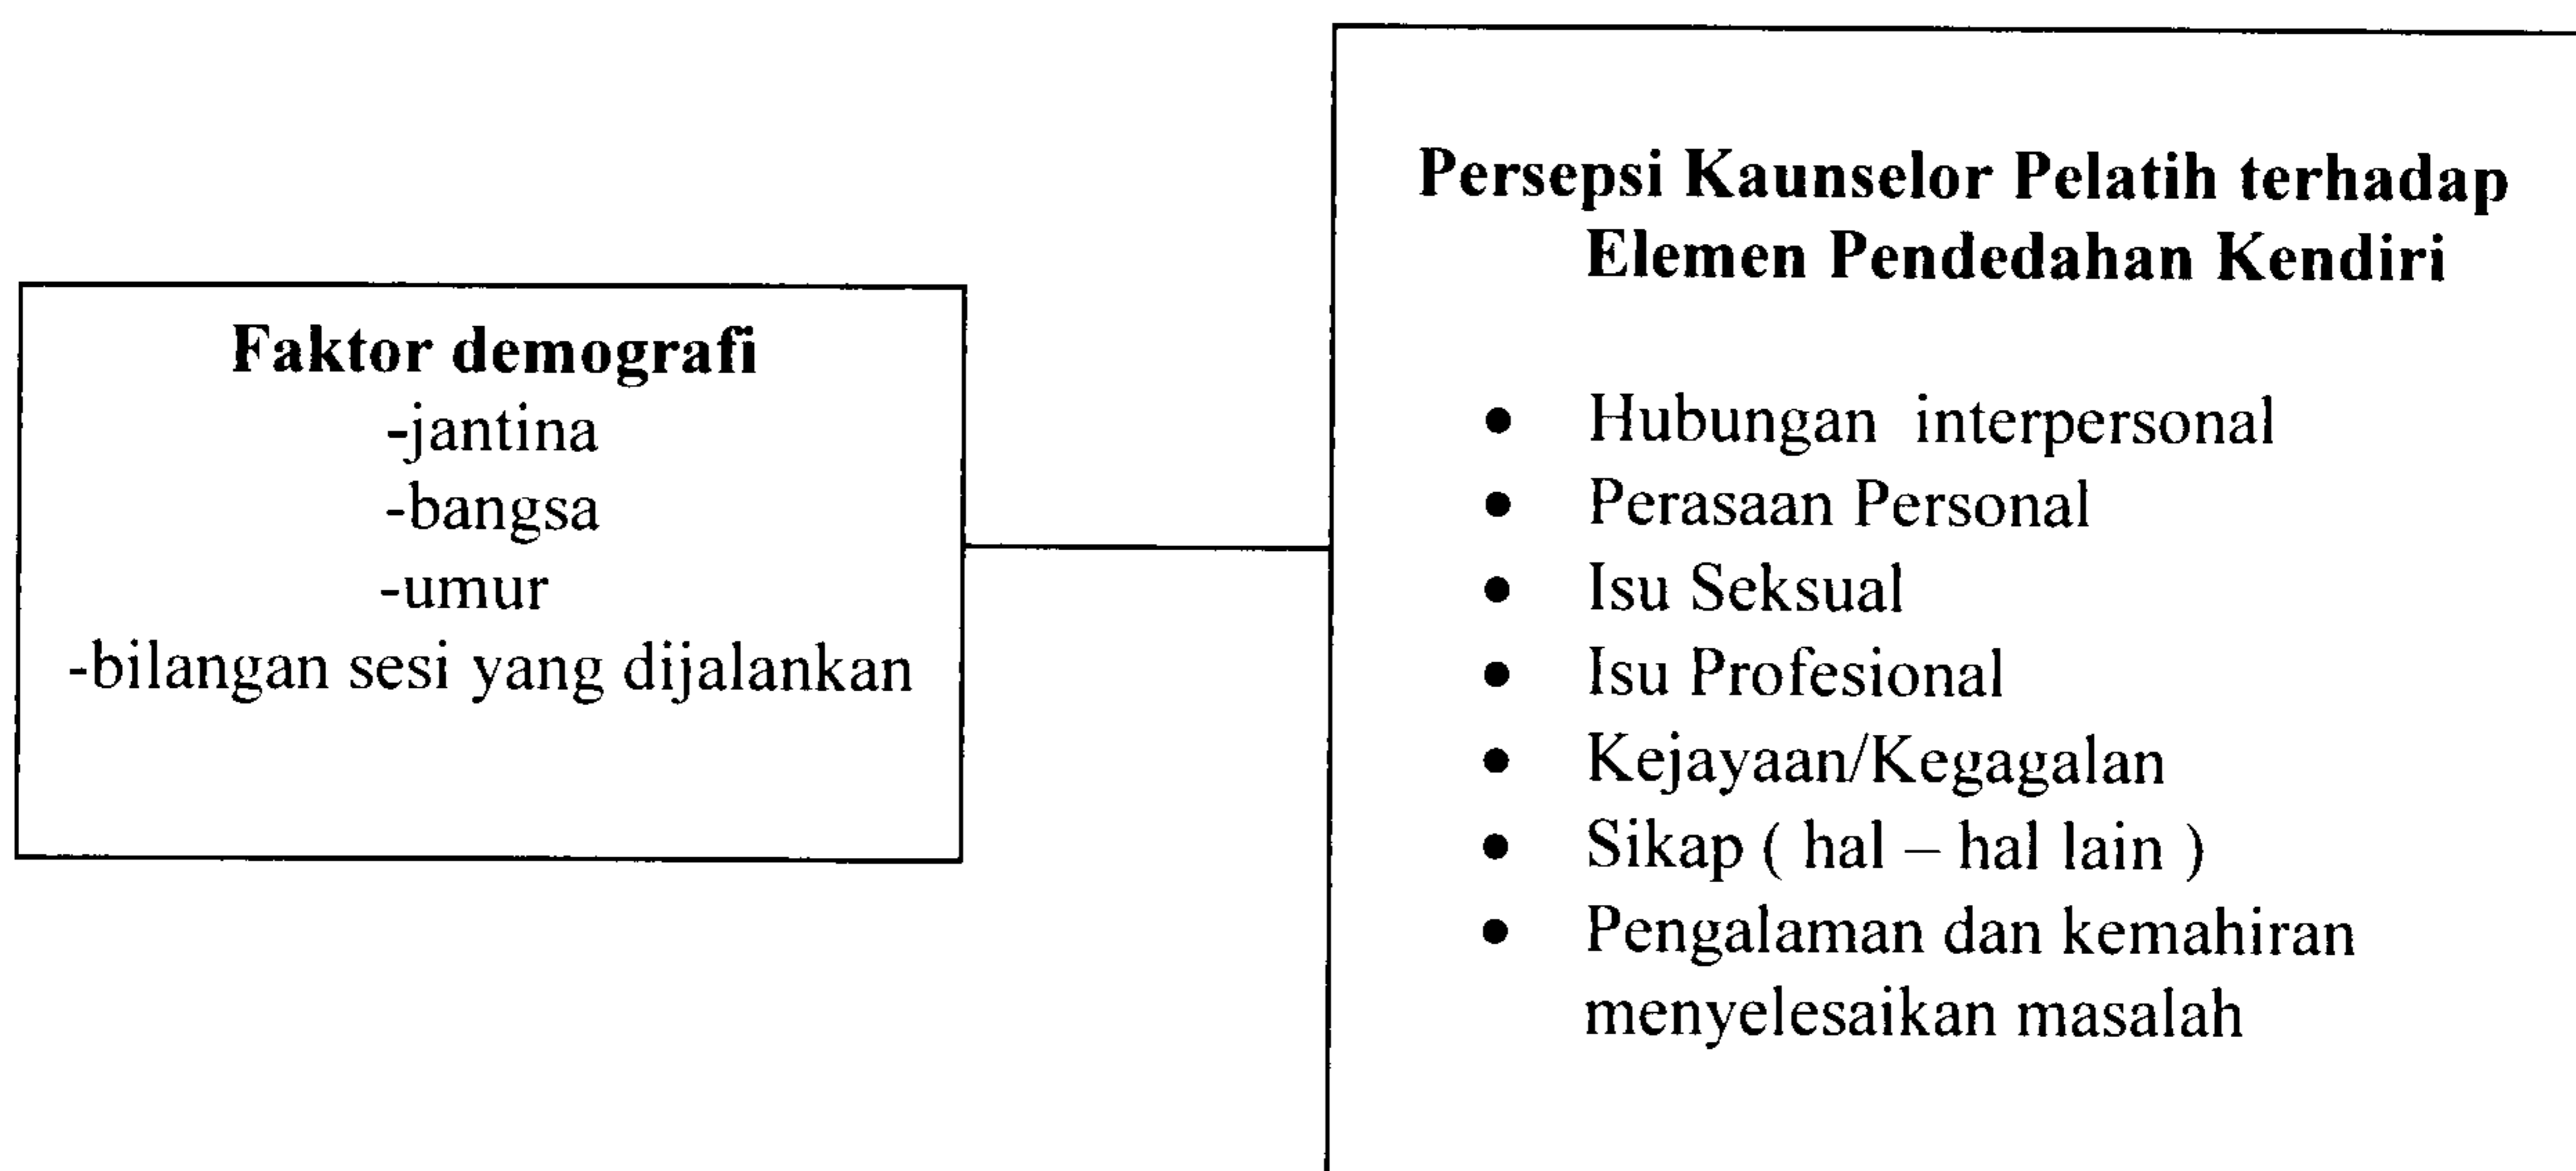 Faktor demografi
-jantina
-bangsa
-umur
-bilangan sesi yang dijalankan
Persepsi Kaunselor Pelatih terhadap
Elemen Pendedahan Kendiri
• Hubungan interpersonal
• Perasaan Personal
• Isu Seksual
• Isu Profesional
• Kejayaan/Kegagalan
• Sikap ( hal – hal lain )
• Pengalaman dan kemahiran
menyelesaikan masalah